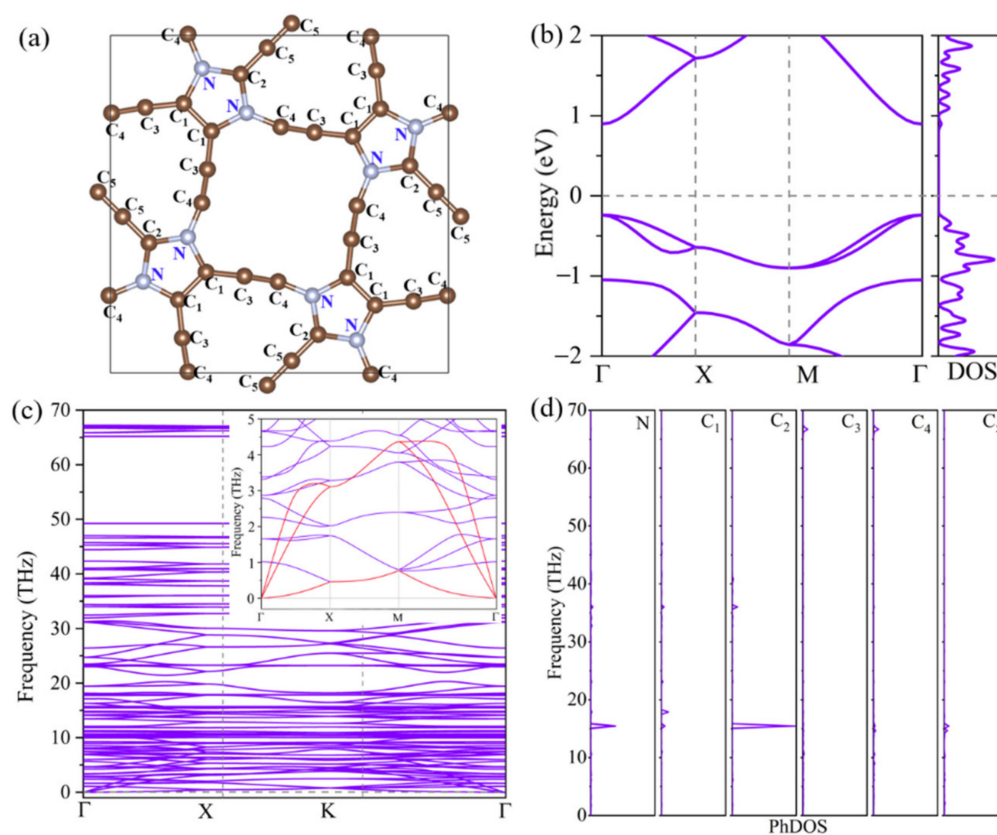 (a)
C5
C4
C4
C5
N
C2
C3
N
C4
C1
C4
C3
C1
C4
C3
C1
C1
N
C3
N
C2
C4
C5
C4
C5
C5
C5
C3
C2
N
C1
N
C1
C3
C4
N
C1
C3
C4
C4
C1
C2
N
C3
C5
C4
C5
C4
(b)
Energy (eV)
2
1
0
−1
−2
Γ X M Γ DOS
(c)
Frequency (THz)
70
60
50
40
30
20
10
0
Γ X K Γ
Frequency (THz)
5
4
3
2
1
0
Γ X M Γ
(d)
Frequency (THz)
70
60
50
40
30
20
10
0
N C1 C2 C3 C4
PhDOS